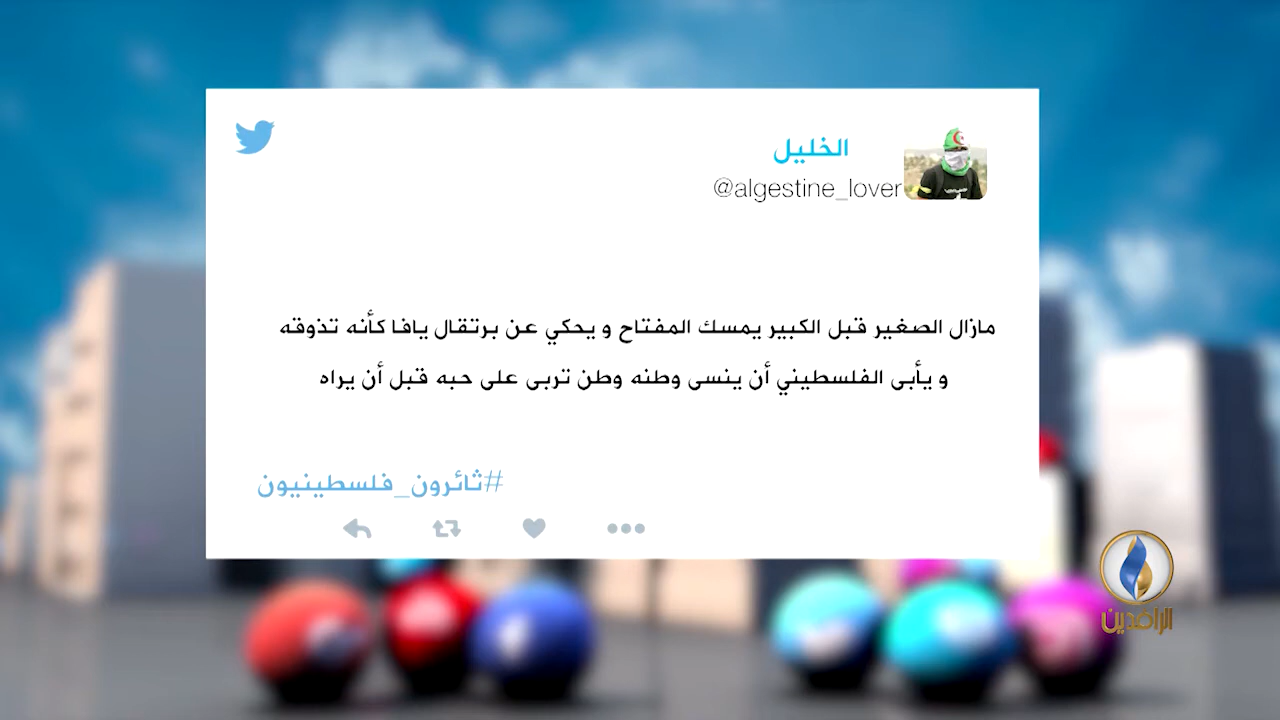 الخليل
@algestine_lover
مازال الصغير قبل الكبير يمسك المفتاح و يحكي عن برتقال يافا كأنه تذوقه
و يأبى الفلسطيني أن ينسى وطنه وطن تربى على حبه قبل أن يراه
#ثائرون_فلسطينيون
الرافدين